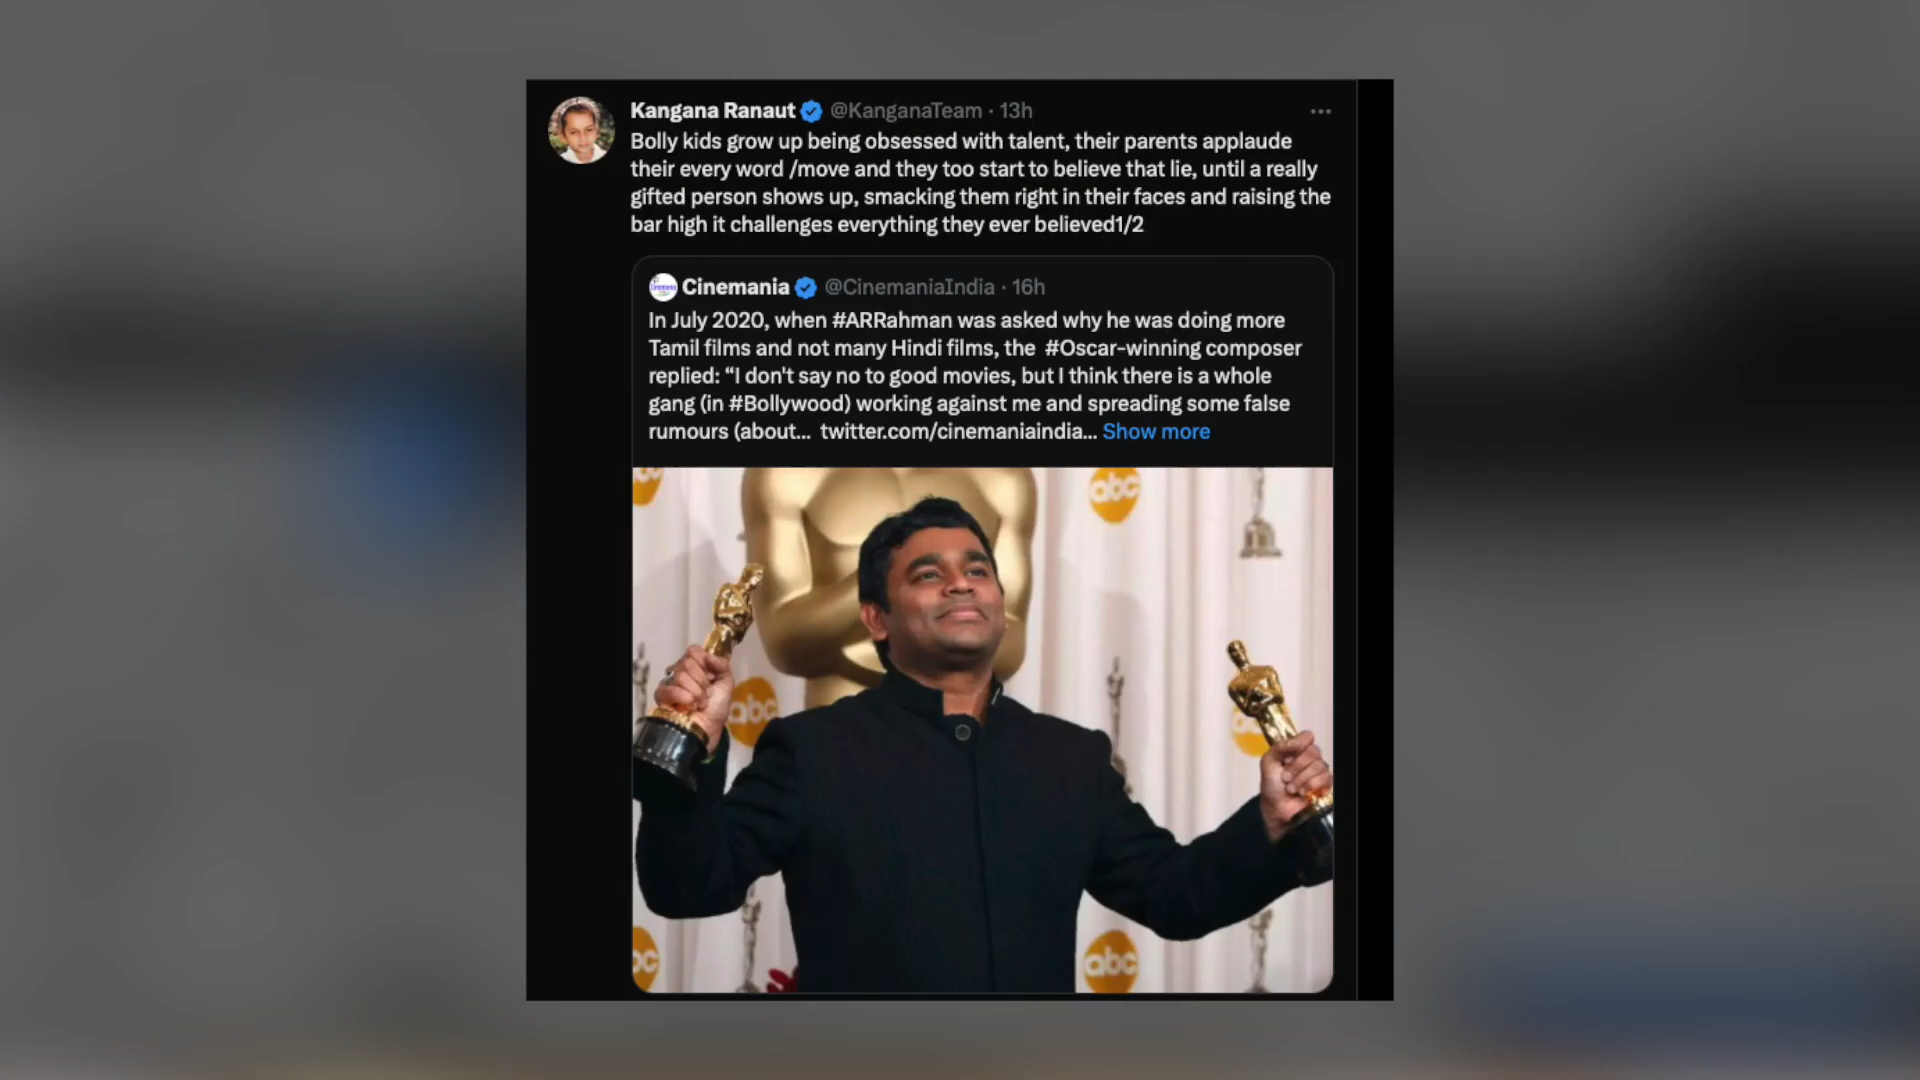 Kangana Ranaut @KanganaTeam · 13h
Bolly kids grow up being obsessed with talent, their parents applaude
their every word /move and they too start to believe that lie, until a really
gifted person shows up, smacking them right in their faces and raising the
bar high it challenges everything they ever believed1/2
Cinemania @CinemaniaIndia · 16h
In July 2020, when #ARRahman was asked why he was doing more
Tamil films and not many Hindi films, the #Oscar-winning composer
replied: “I don't say no to good movies, but I think there is a whole
gang (in #Bollywood) working against me and spreading some false
rumours (about... twitter.com/cinemaniaindia... Show more
abc
abc
abc